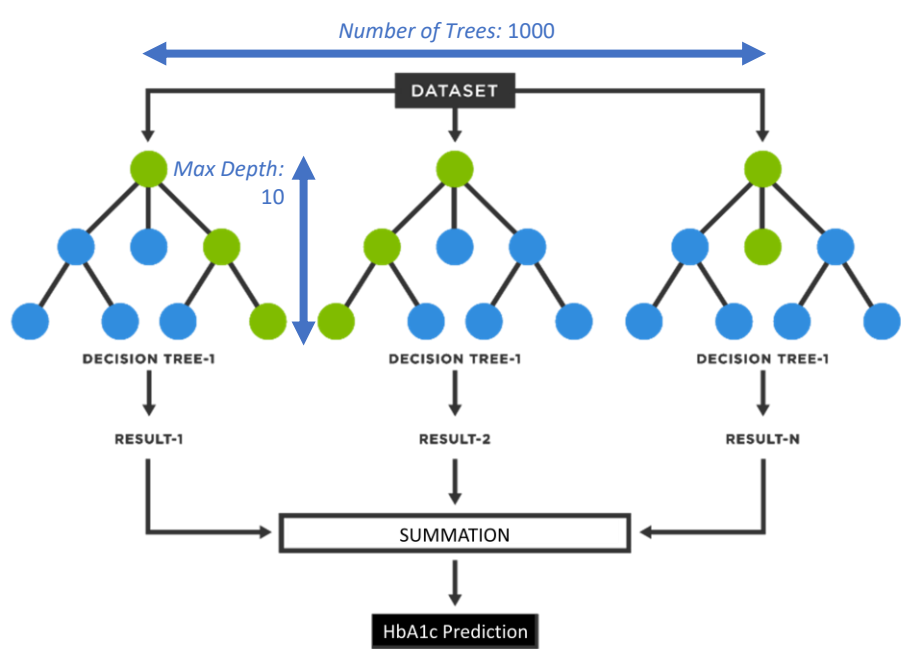 Number of Trees: 1000
DATASET
Max Depth:
10
DECISION TREE-1
DECISION TREE-1
DECISION TREE-1
RESULT-1
RESULT-2
RESULT-N
SUMMATION
HbA1c Prediction